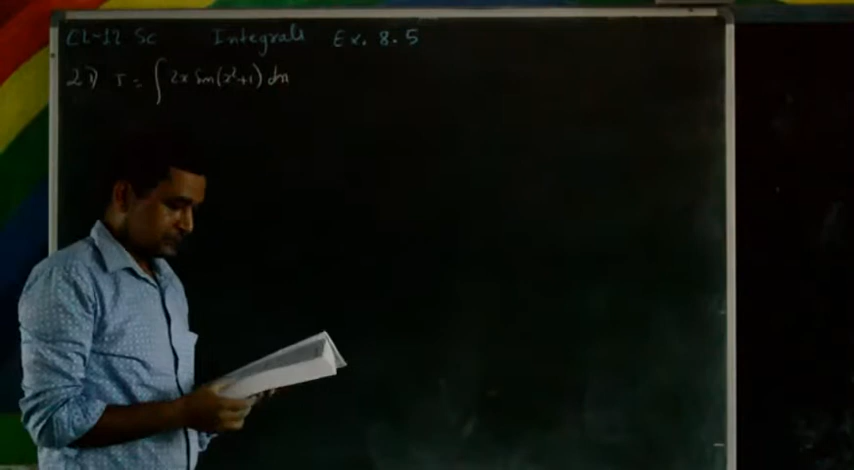 CL-12 Sc Integrals Ex. 8.5
2 i) I = ∫ 2x sin(x²+1) dx